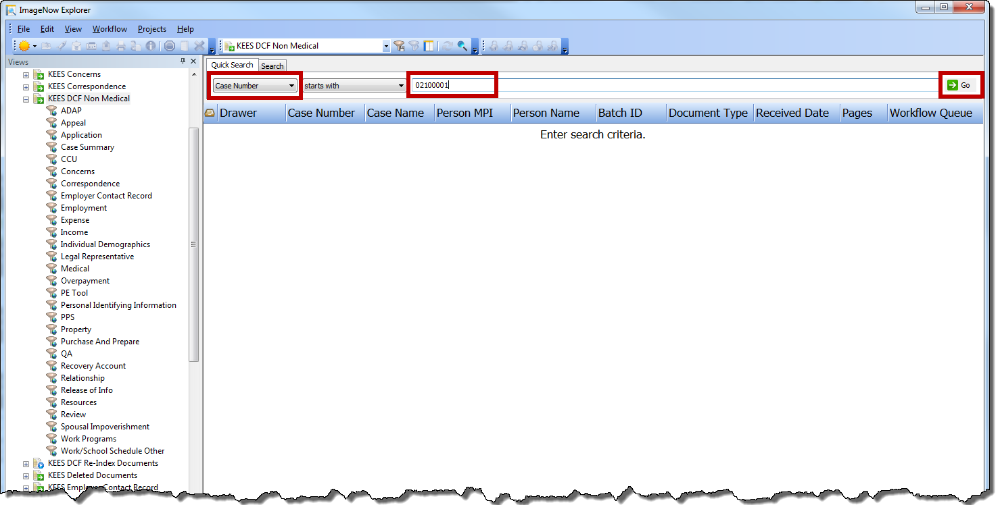 ImageNow Explorer
File Edit View Workflow Projects Help
KEES DCF Non Medical
Views
Quick Search Search
Case Number starts with 02100001 Go
Drawer Case Number Case Name Person MPI Person Name Batch ID Document Type Received Date Pages Workflow Queue
Enter search criteria.
KEES Concerns
KEES Correspondence
KEES DCF Non Medical
ADAP
Appeal
Application
Case Summary
CCU
Concerns
Correspondence
Employer Contact Record
Employment
Expense
Income
Individual Demographics
Legal Representative
Medical
Overpayment
PE Tool
Personal Identifying Information
PPS
Property
Purchase And Prepare
QA
Recovery Account
Relationship
Release of Info
Resources
Review
Spousal Impoverishment
Work Programs
Work/School Schedule Other
KEES DCF Re-Index Documents
KEES Deleted Documents
KEES Employer Contact Record